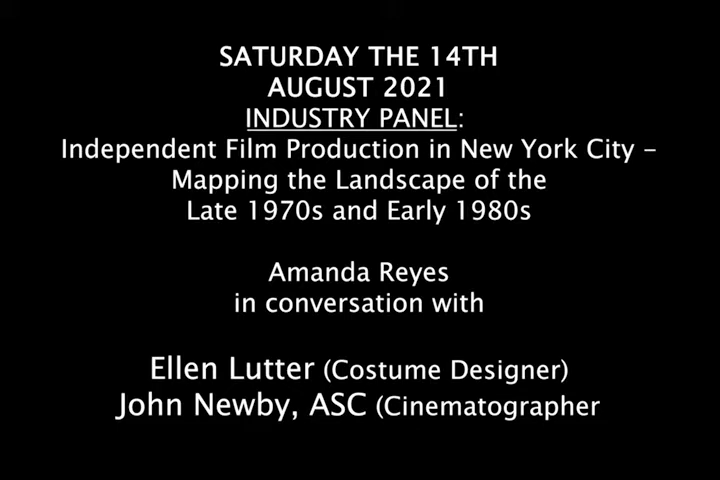 SATURDAY THE 14TH
AUGUST 2021
INDUSTRY PANEL:
Independent Film Production in New York City –
Mapping the Landscape of the
Late 1970s and Early 1980s
Amanda Reyes
in conversation with
Ellen Lutter (Costume Designer)
John Newby, ASC (Cinematographer